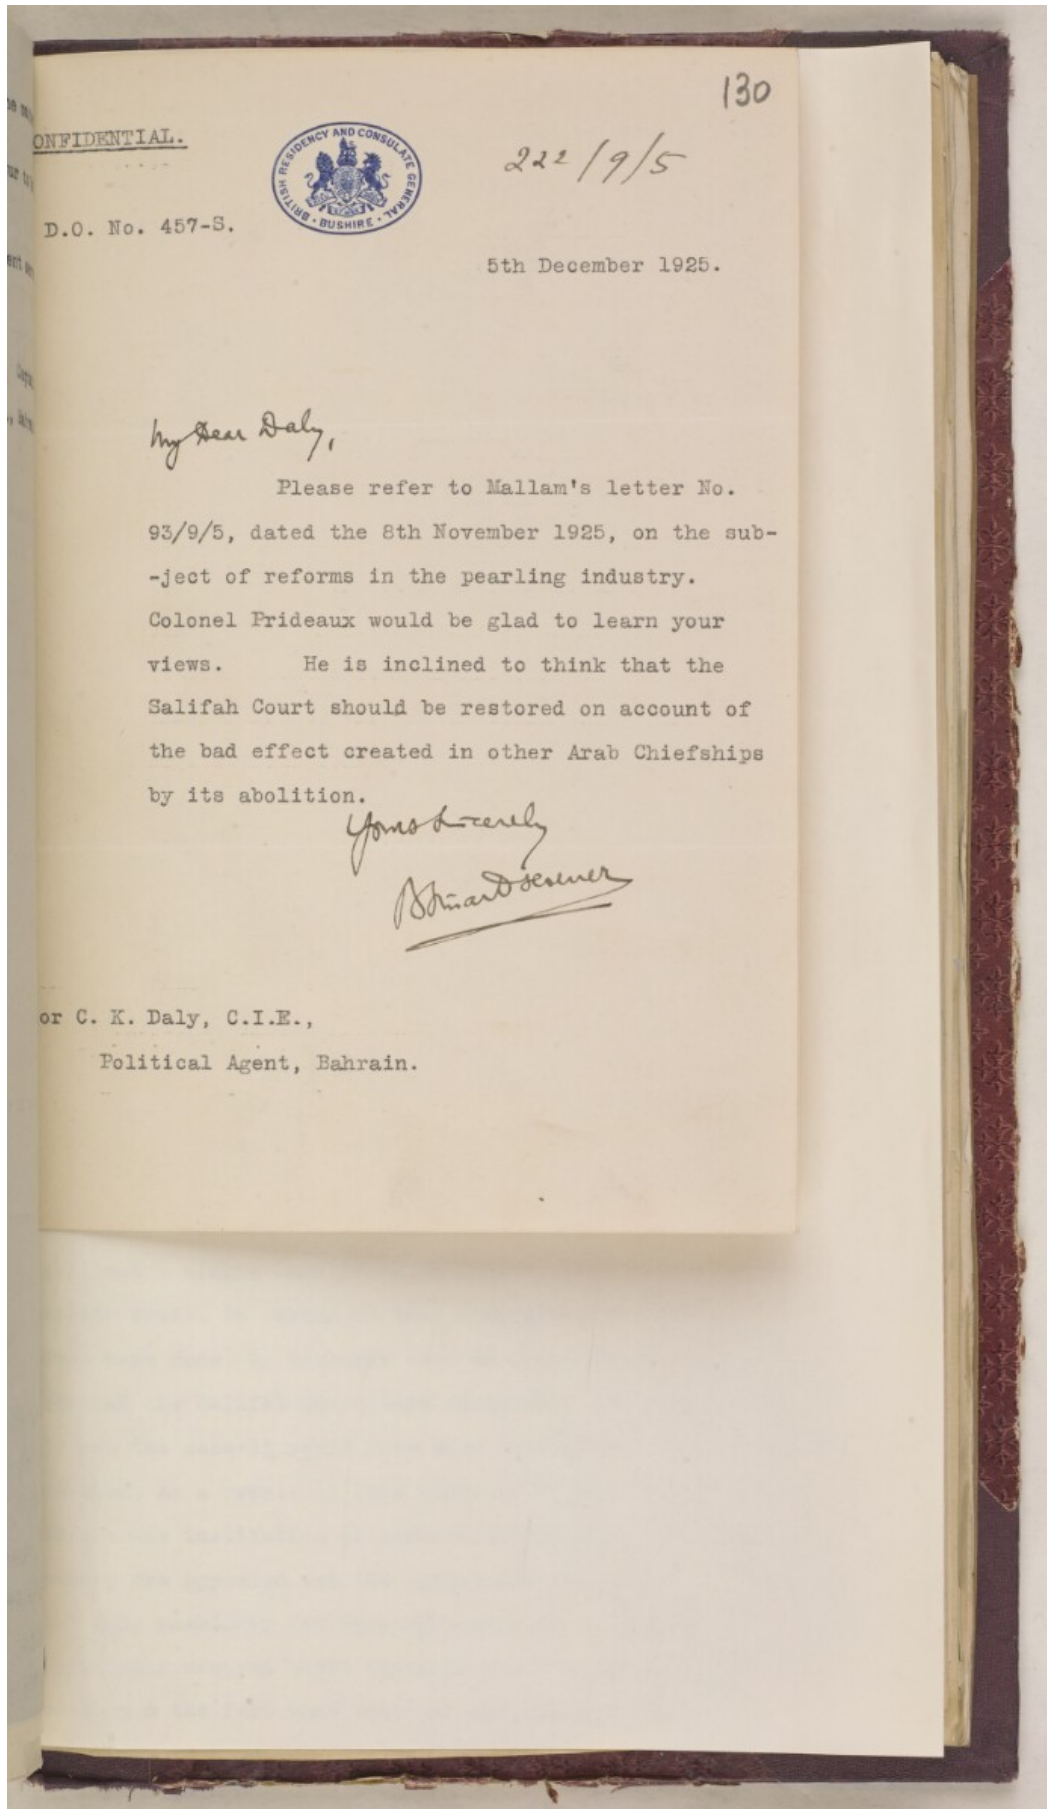 130
ONFIDENTIAL.
BRITISH RESIDENCY AND CONSULATE GENERAL
· BUSHIRE ·
222/9/5
D.O. No. 457-S.
5th December 1925.
My Dear Daly,
Please refer to Mallam's letter No.
93/9/5, dated the 8th November 1925, on the sub-
-ject of reforms in the pearling industry.
Colonel Prideaux would be glad to learn your
views. He is inclined to think that the
Salifah Court should be restored on account of
the bad effect created in other Arab Chiefships
by its abolition.
Yours Sincerely
or C. K. Daly, C.I.E.,
Political Agent, Bahrain.